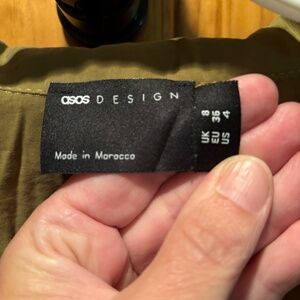 asos DESIGN
Made in Morocco
UK 8
EU 36
US 4